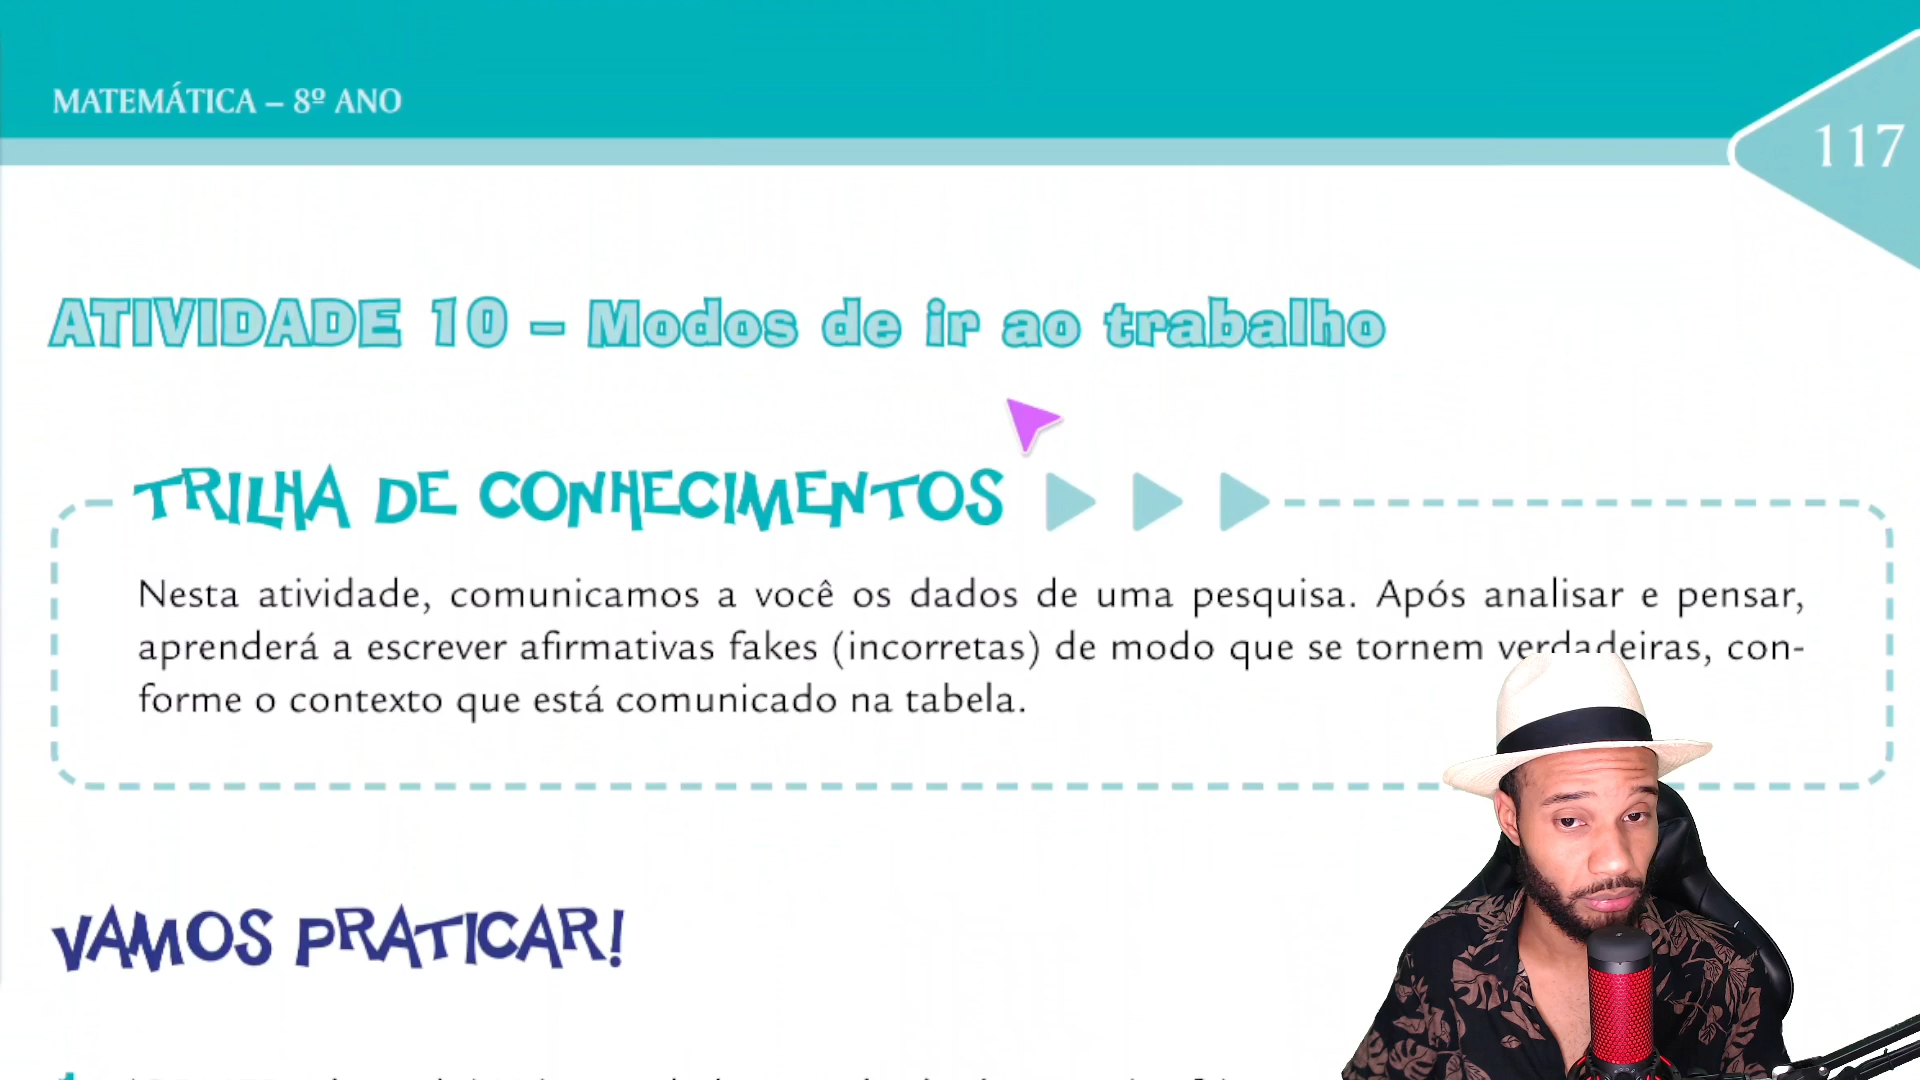 MATEMÁTICA – 8º ANO
117
ATIVIDADE 10 – Modos de ir ao trabalho
TRILHA DE CONHECIMENTOS
Nesta atividade, comunicamos a você os dados de uma pesquisa. Após analisar e pensar,
aprenderá a escrever afirmativas fakes (incorretas) de modo que se tornem verdadeiras, con-
forme o contexto que está comunicado na tabela.
VAMOS PRATICAR!